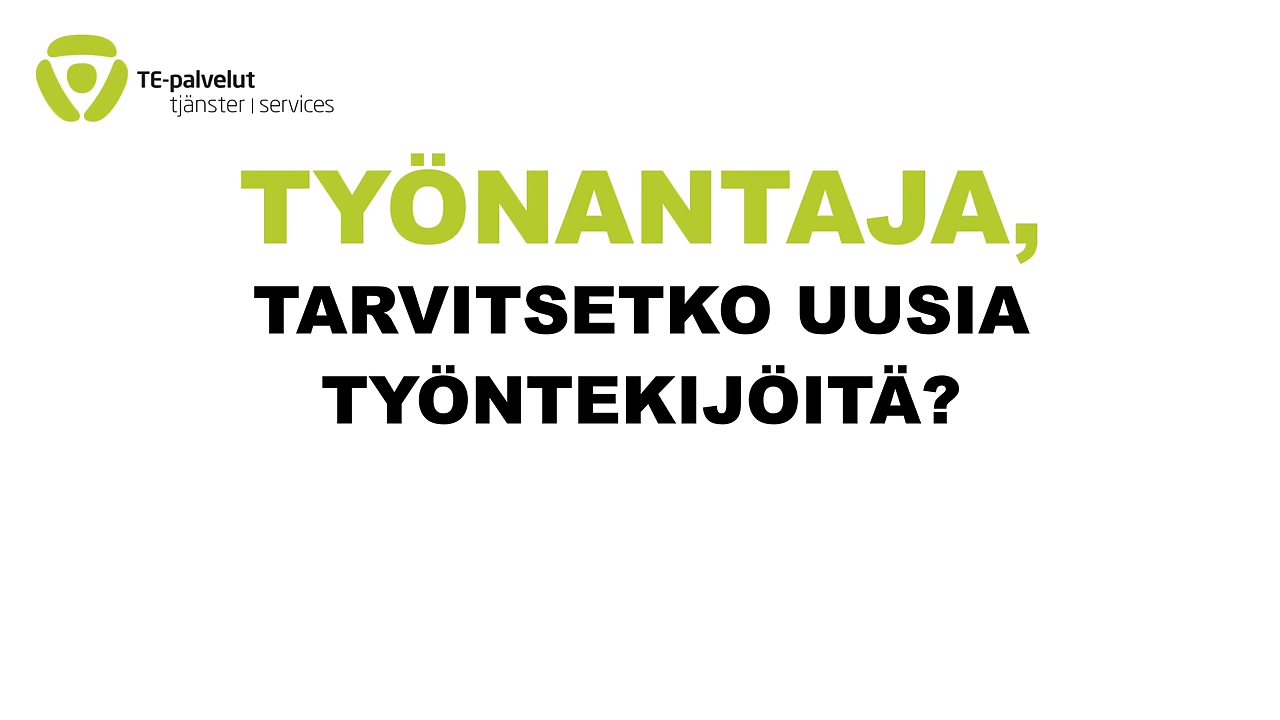 TE-palvelut
tjänster | services
TYÖNANTAJA,
TARVITSETKO UUSIA
TYÖNTEKIJÖITÄ?